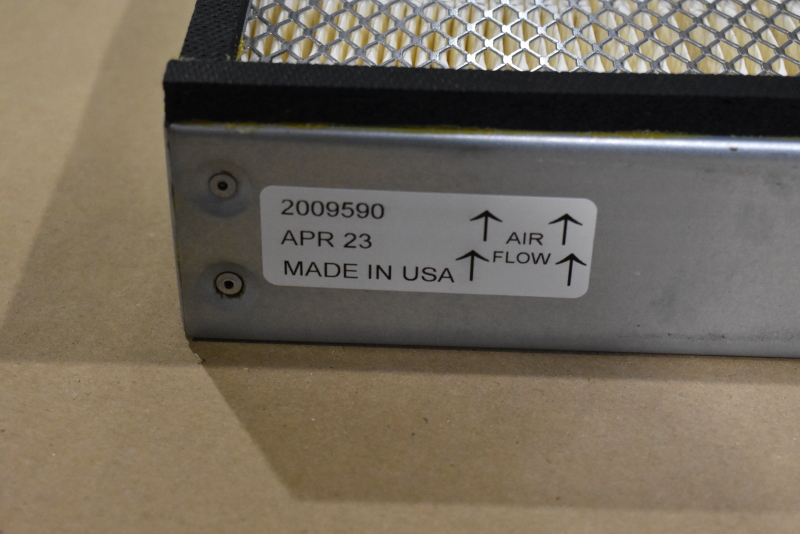 2009590
APR 23
MADE IN USA
AIR
FLOW